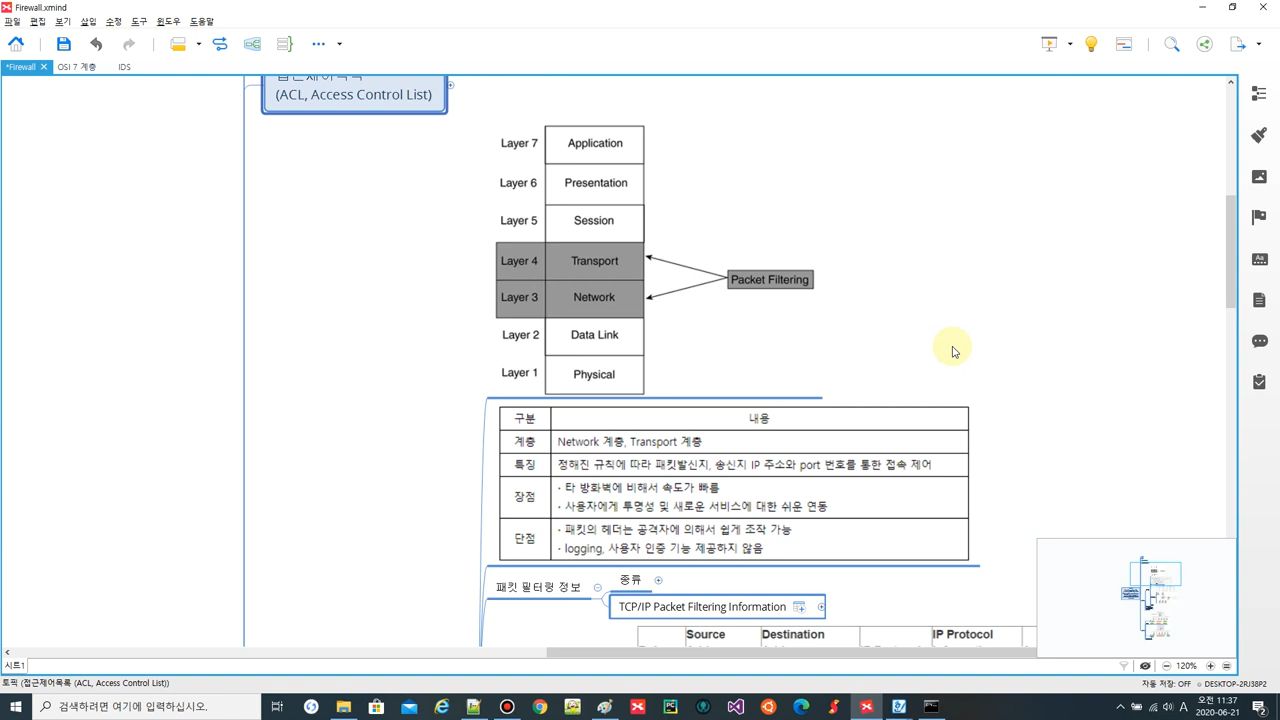 Firewall.xmind
파일 편집 보기 삽입 수정 도구 윈도우 도움말
*Firewall OSI 7 계층 IDS
(ACL, Access Control List)
Layer 7 Application
Layer 6 Presentation
Layer 5 Session
Layer 4 Transport
Packet Filtering
Layer 3 Network
Layer 2 Data Link
Layer 1 Physical
구분 내용
계층 Network 계층, Transport 계층
특징 정해진 규칙에 따라 패킷발신지, 송신지 IP 주소와 port 번호를 통한 접속 제어
장점 · 타 방화벽에 비해서 속도가 빠름
· 사용자에게 투명성 및 새로운 서비스에 대한 쉬운 연동
단점 · 패킷의 헤더는 공격자에 의해서 쉽게 조작 가능
· logging, 사용자 인증 기능 제공하지 않음
패킷 필터링 정보 종류
TCP/IP Packet Filtering Information
Source Destination IP Protocol
시트1 120%
토픽 (접근제어목록 (ACL, Access Control List)) 자동 저장: OFF DESKTOP-2RJ38P2
검색하려면 여기에 입력하십시오. 오전 11:37
2020-06-21